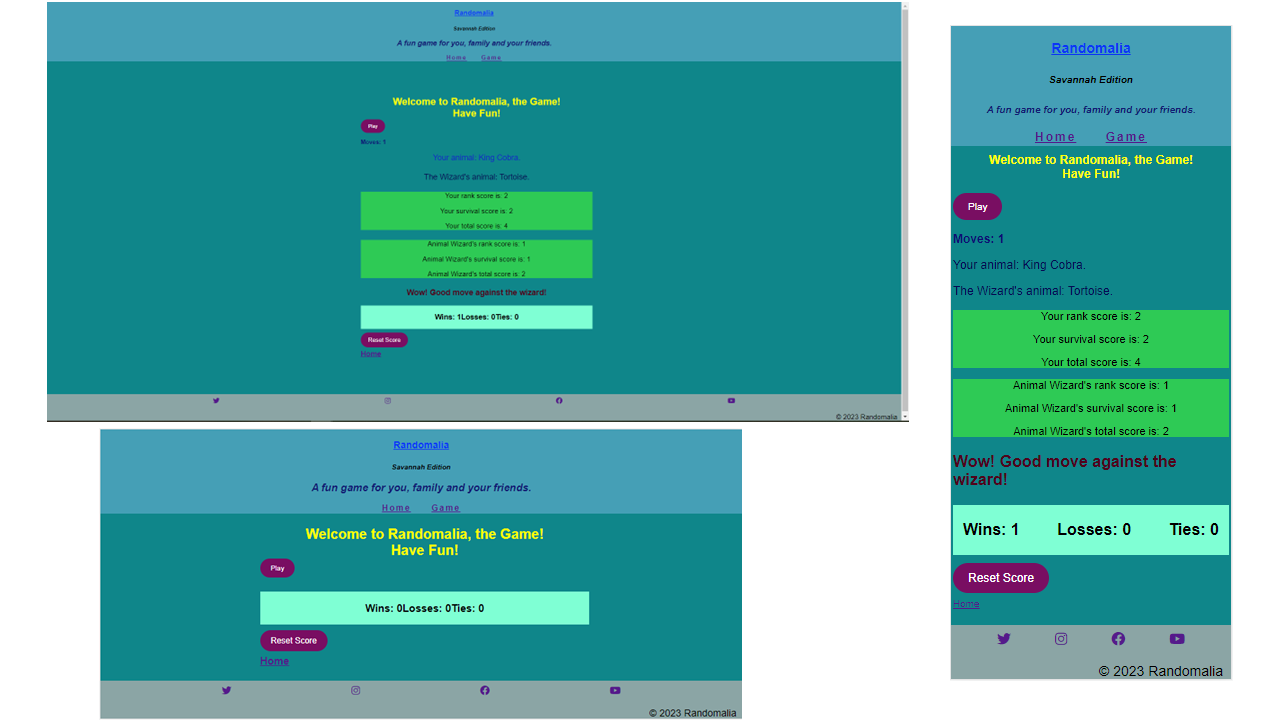 Randomalia
Savannah Edition
A fun game for you, family and your friends.
Home Game
Welcome to Randomalia, the Game!
Have Fun!
Play
Moves: 1
Your animal: King Cobra.
The Wizard's animal: Tortoise.
Your rank score is: 2
Your survival score is: 2
Your total score is: 4
Animal Wizard's rank score is: 1
Animal Wizard's survival score is: 1
Animal Wizard's total score is: 2
Wow! Good move against the wizard!
Wins: 1Losses: 0Ties: 0
Reset Score
Home
© 2023 Randomalia
Randomalia
Savannah Edition
A fun game for you, family and your friends.
Home Game
Welcome to Randomalia, the Game!
Have Fun!
Play
Wins: 0Losses: 0Ties: 0
Reset Score
Home
© 2023 Randomalia
Randomalia
Savannah Edition
A fun game for you, family and your friends.
Home Game
Welcome to Randomalia, the Game!
Have Fun!
Play
Moves: 1
Your animal: King Cobra.
The Wizard's animal: Tortoise.
Your rank score is: 2
Your survival score is: 2
Your total score is: 4
Animal Wizard's rank score is: 1
Animal Wizard's survival score is: 1
Animal Wizard's total score is: 2
Wow! Good move against the
wizard!
Wins: 1 Losses: 0 Ties: 0
Reset Score
Home
© 2023 Randomalia